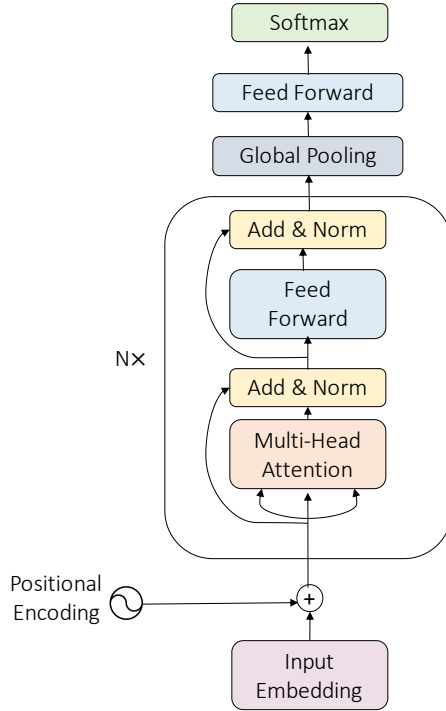 Softmax
Feed Forward
Global Pooling
Add & Norm
Feed
Forward
N×
Add & Norm
Multi-Head
Attention
Positional
Encoding
+
Input
Embedding